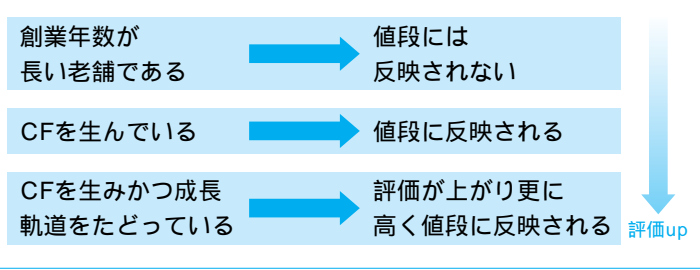 創業年数が
長い老舗である
値段には
反映されない
CFを生んでいる
値段に反映される
CFを生みかつ成長
軌道をたどっている
評価が上がり更に
高く値段に反映される
評価up